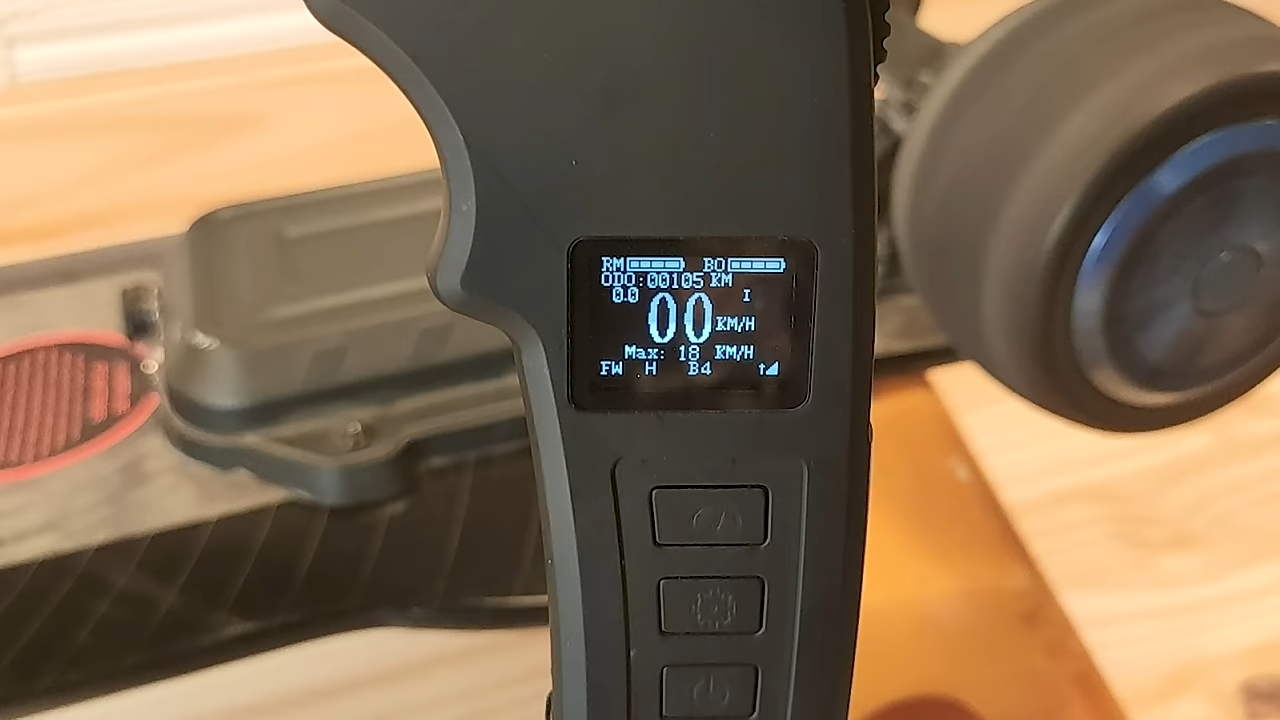 RM BO
ODO:00105 KM
0.0 I
00 KM/H
Max: 18 KM/H
FW H B4